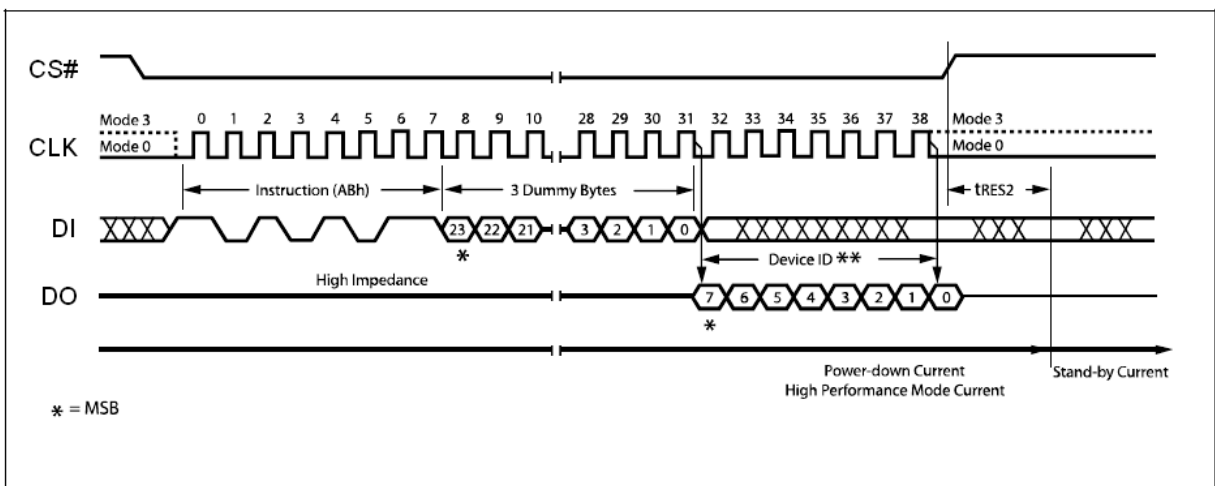 CS#
Mode 3 0 1 2 3 4 5 6 7 8 9 10 28 29 30 31 32 33 34 35 36 37 38 Mode 3
CLK Mode 0 Mode 0
Instruction (ABh) 3 Dummy Bytes tRES2
DI 23 22 21 3 2 1 0
* Device ID **
High Impedance
DO 7 6 5 4 3 2 1 0
*
Power-down Current Stand-by Current
High Performance Mode Current
* = MSB